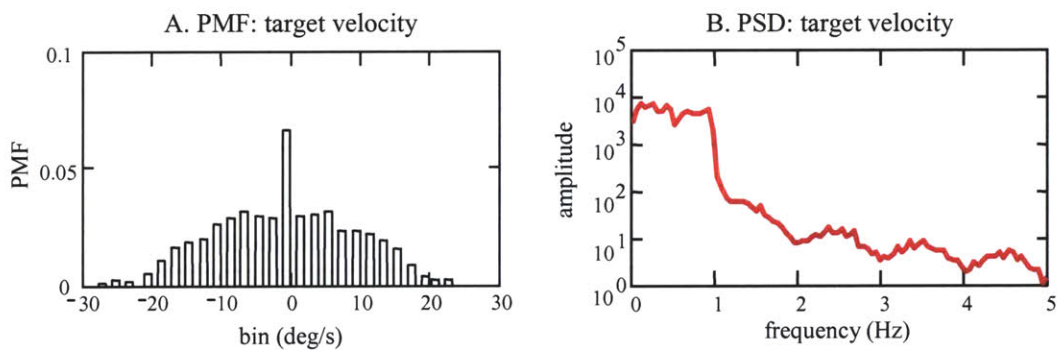 A. PMF: target velocity
0.1
0.05
0
PMF
−30 −20 −10 0 10 20 30
bin (deg/s)
B. PSD: target velocity
10^5
10^4
10^3
10^2
10^1
10^0
amplitude
0 1 2 3 4 5
frequency (Hz)